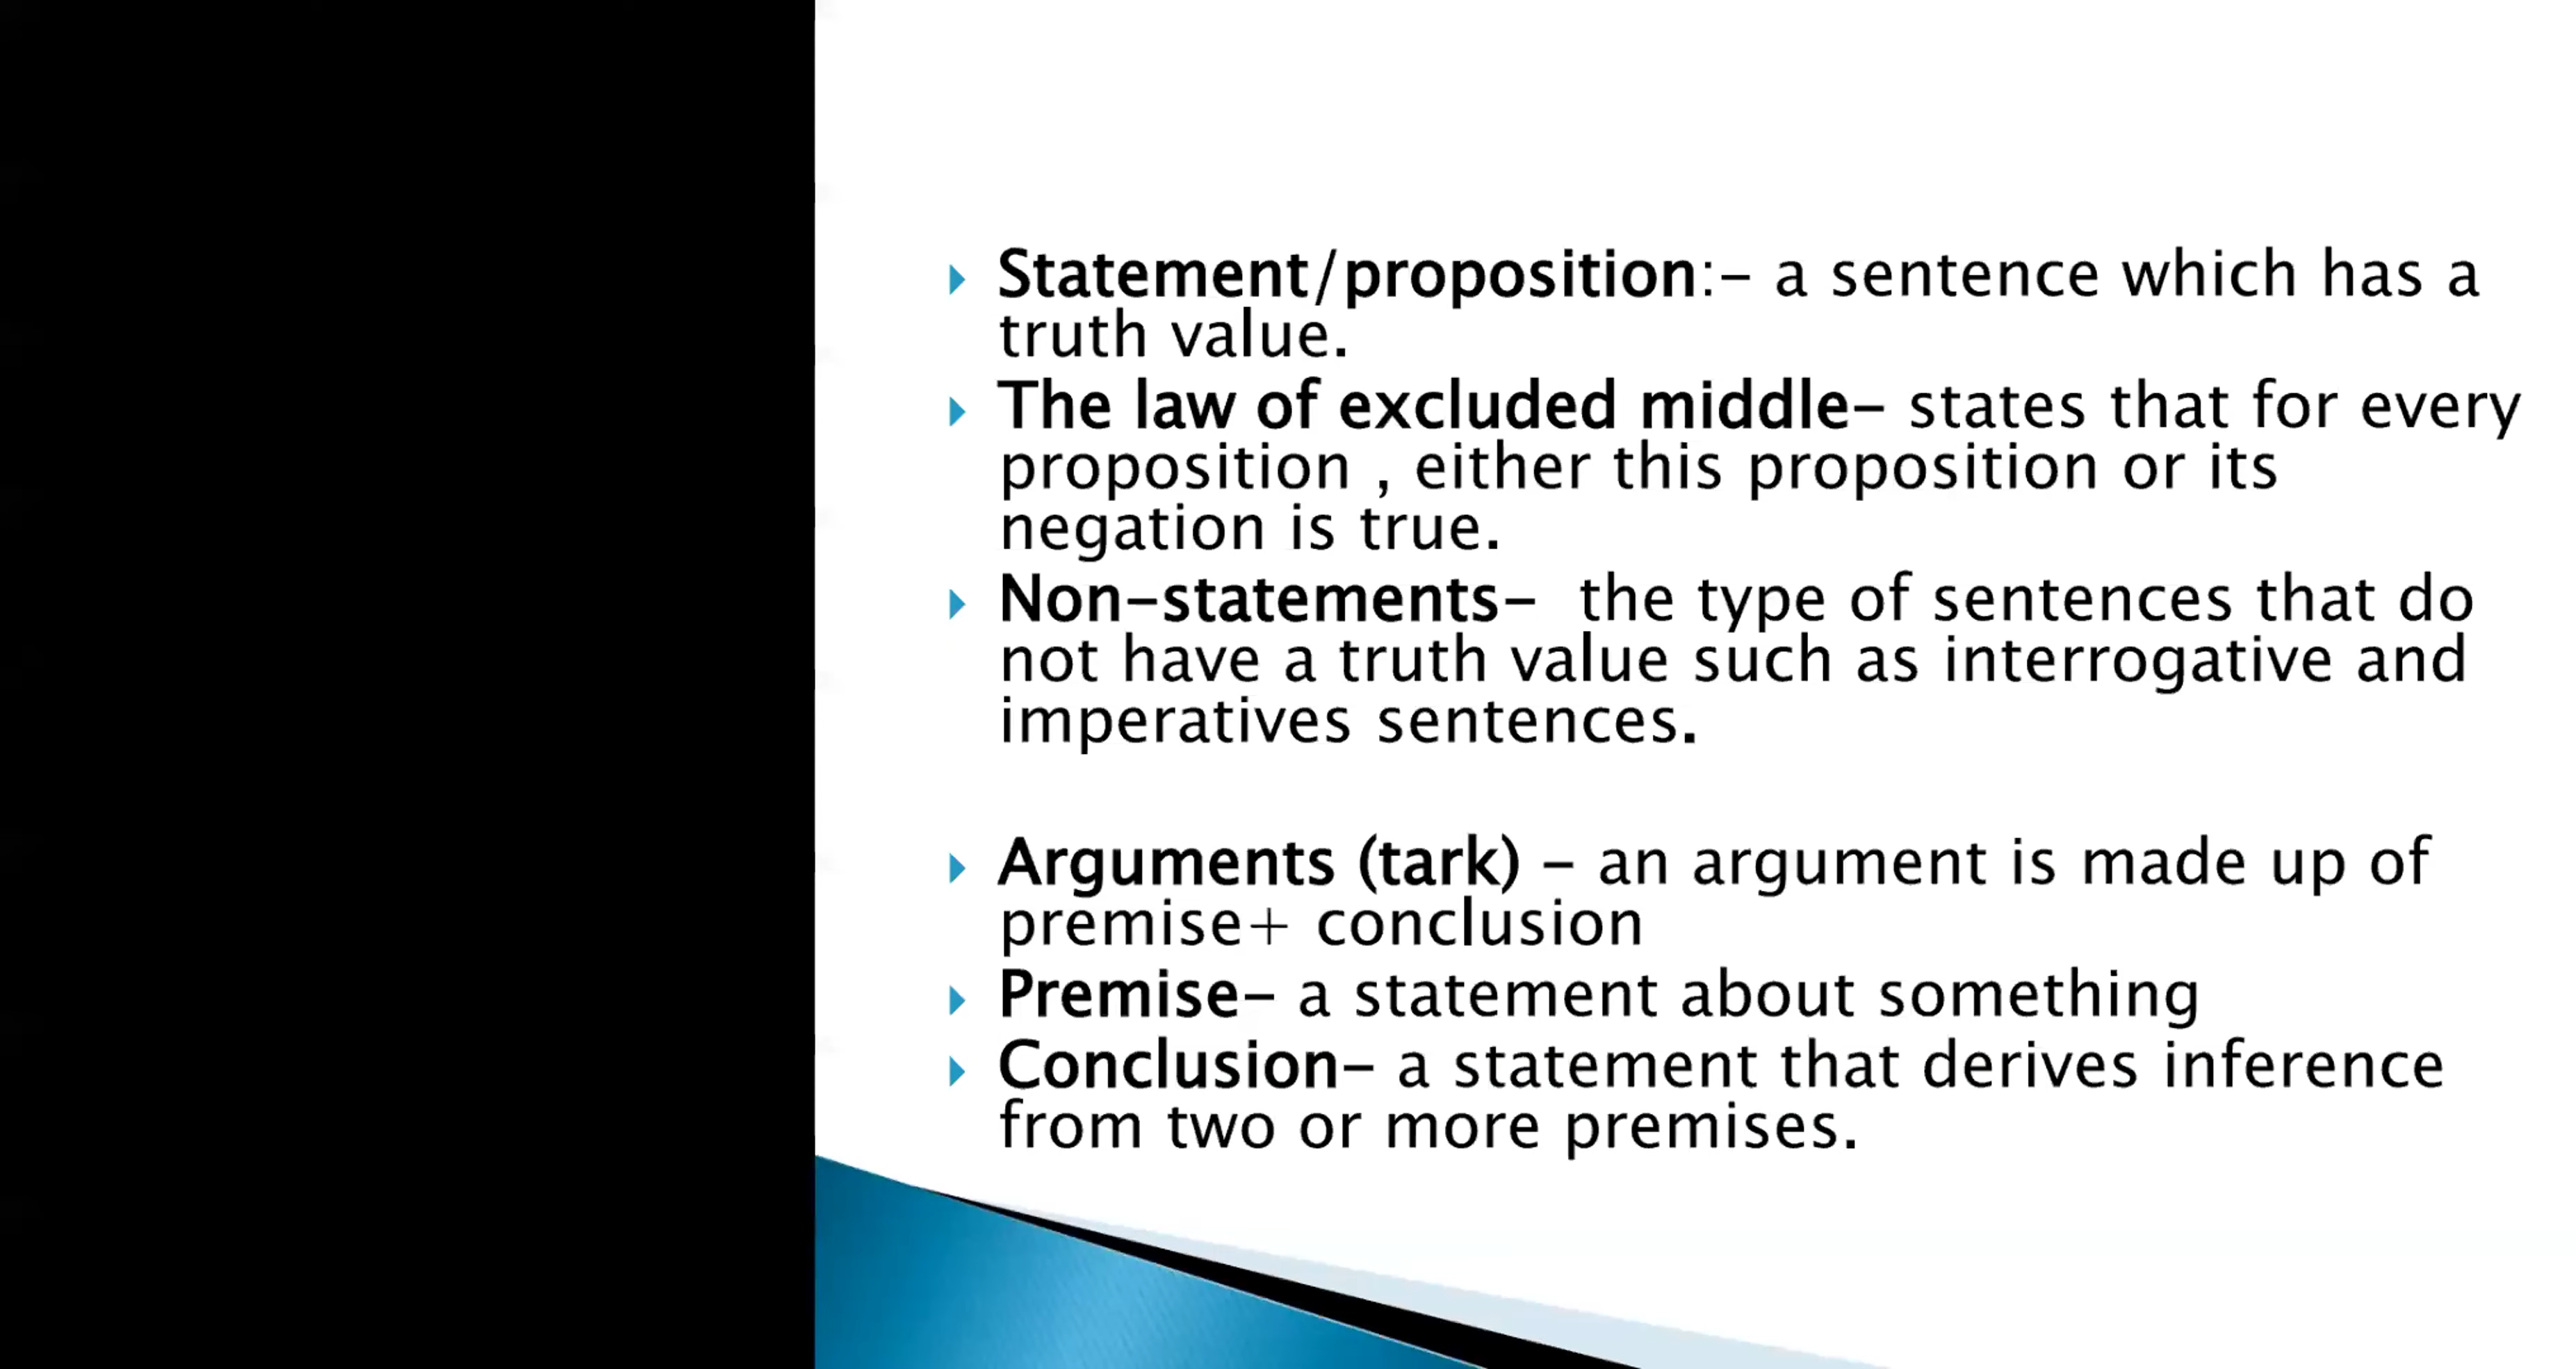 Statement/proposition:- a sentence which has a
truth value.
The law of excluded middle- states that for every
proposition , either this proposition or its
negation is true.
Non-statements- the type of sentences that do
not have a truth value such as interrogative and
imperatives sentences.
Arguments (tark) - an argument is made up of
premise+ conclusion
Premise- a statement about something
Conclusion- a statement that derives inference
from two or more premises.